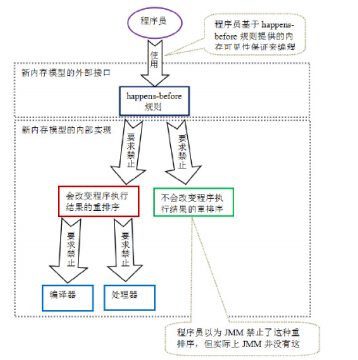 程序员
程序员基于 happens-
before 规则提供的内
存可见性保证来编程
使用
新内存模型的外部接口
happens-before
规则
新内存模型的内部实现
要求禁止
要求禁止
会改变程序执行
结果的重排序
不会改变程序执
行结果的重排序
要求禁止
要求禁止
编译器
处理器
程序员以为 JMM 禁止了这种重
排序，但实际上 JMM 并没有这